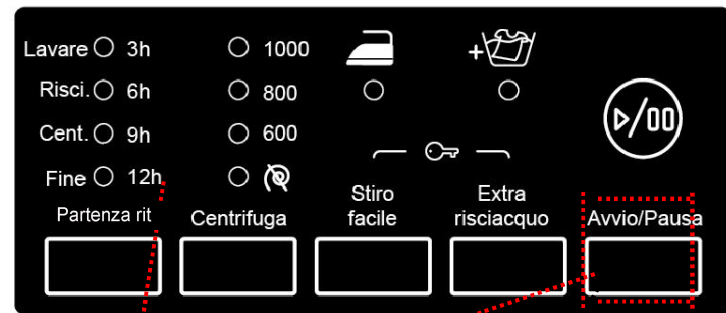 Lavare 3h 1000
Risci. 6h 800
Cent. 9h 600
Fine 12h
Partenza rit Centrifuga Stiro facile Extra risciacquo Avvio/Pausa